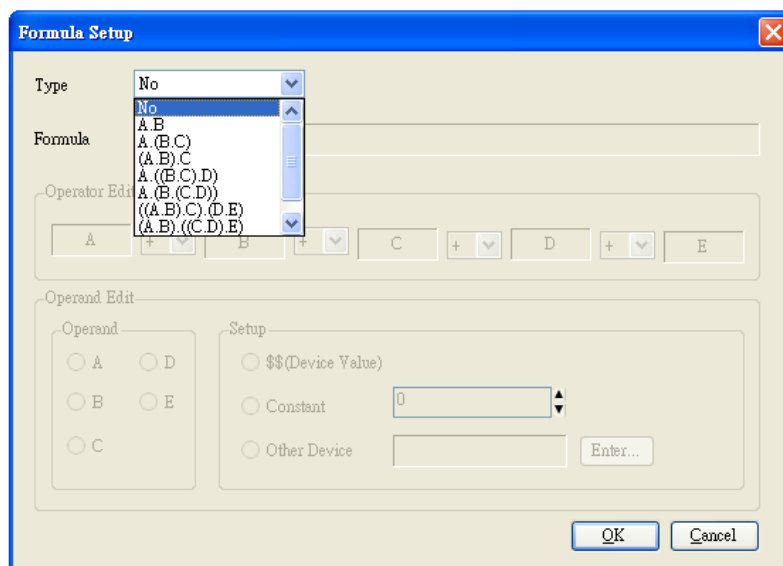 Formula Setup
Type No
No
A.B
A.(B.C)
(A.B).C
A.((B.C).D)
A.(B.(C.D))
((A.B).C).(D.E)
(A.B).((C.D).E)
Formula
Operator Edit
A + B + C + D + E
Operand Edit
Operand
A D
B E
C
Setup
$$(Device Value)
Constant 0
Other Device Enter...
OK Cancel